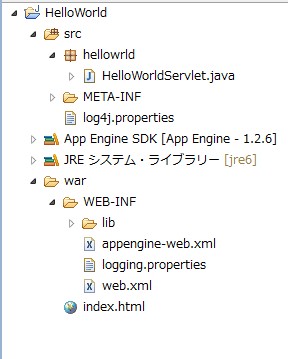 HelloWorld
src
hellowrld
HelloWorldServlet.java
META-INF
log4j.properties
App Engine SDK [App Engine - 1.2.6]
JRE システム・ライブラリー [jre6]
war
WEB-INF
lib
appengine-web.xml
logging.properties
web.xml
index.html